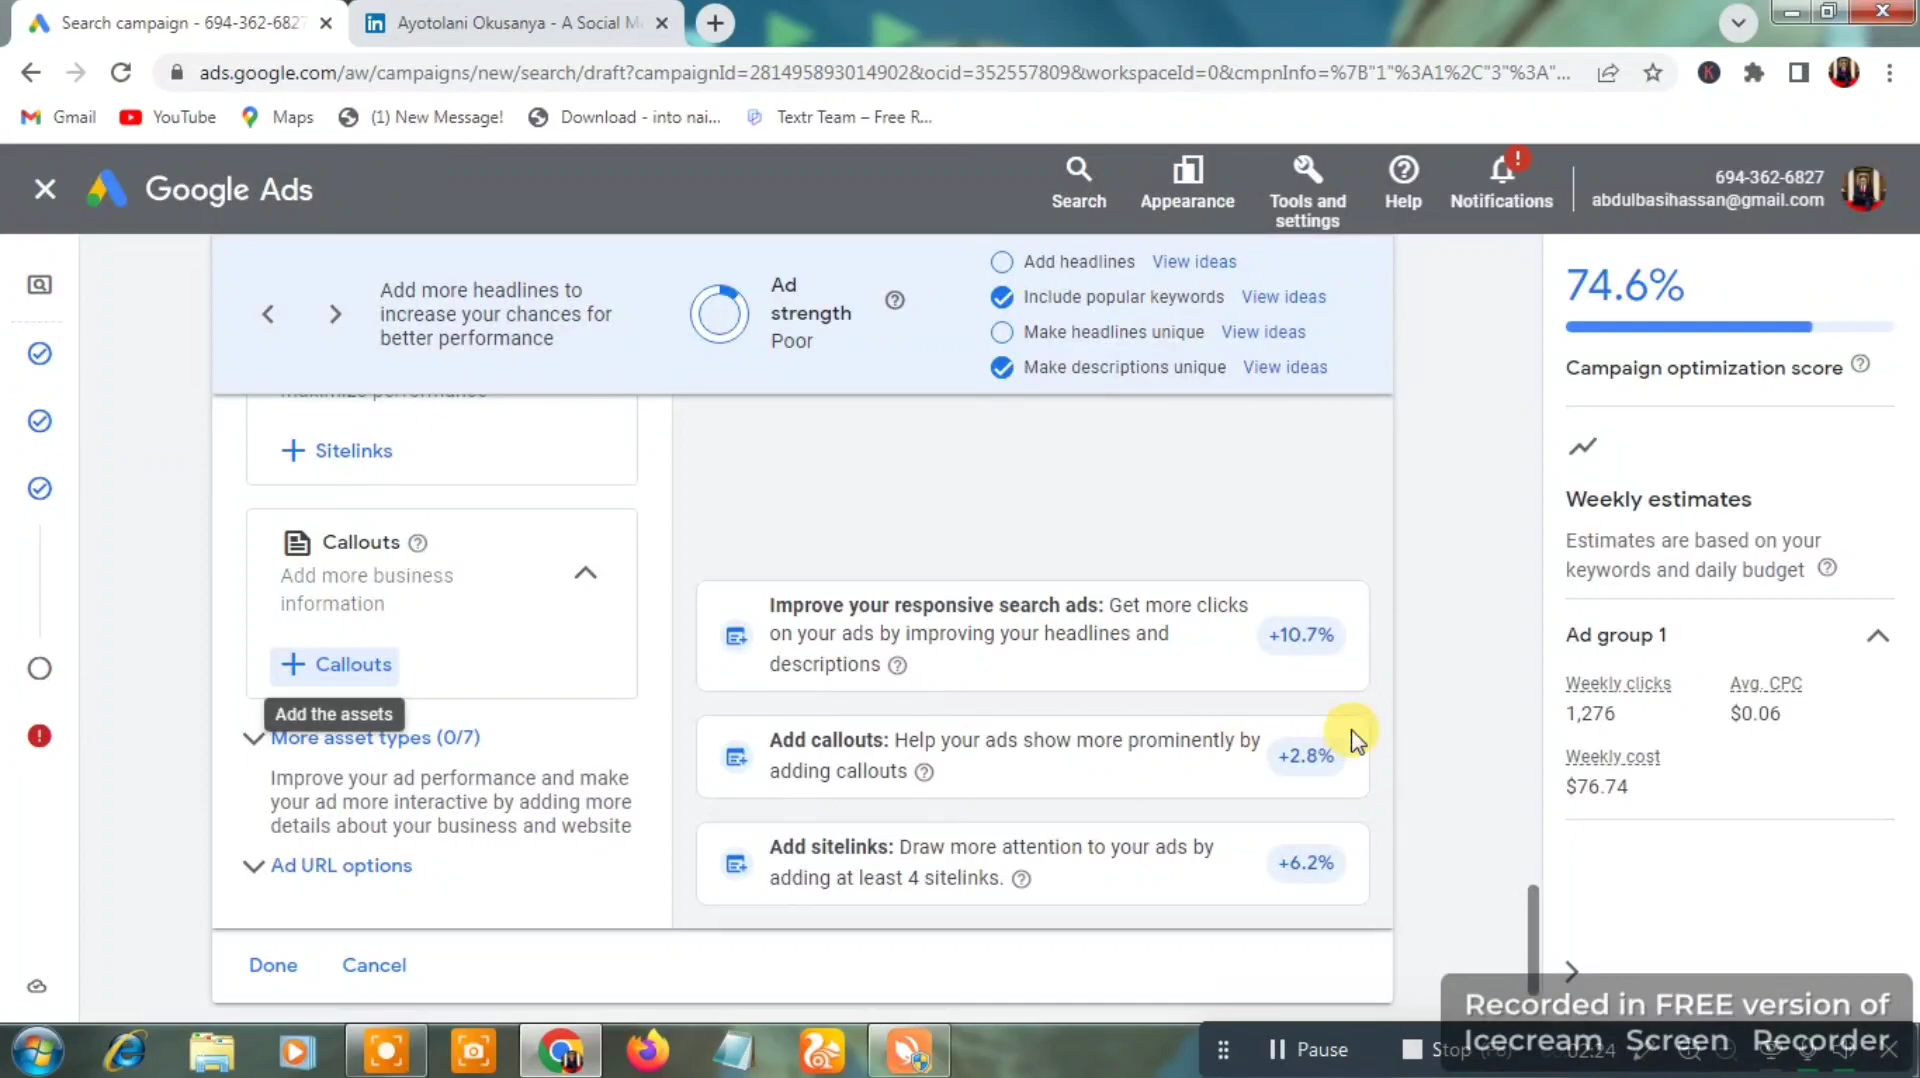 Search campaign - 694-362-6827
Ayotolani Okusanya - A Social M
ads.google.com/aw/campaigns/new/search/draft?campaignId=281495893014902&ocid=352557809&workspaceId=0&cmpnInfo=%7B"1"%3A1%2C"3"%3A"...
Gmail
YouTube
Maps
(1) New Message!
Download - into nai...
Textr Team – Free R...
Google Ads
Search
Appearance
Tools and
settings
Help
Notifications
694-362-6827
abdulbasihassan@gmail.com
Add more headlines to
increase your chances for
better performance
Ad
strength
Poor
Add headlines View ideas
Include popular keywords View ideas
Make headlines unique View ideas
Make descriptions unique View ideas
maximize performance
Sitelinks
Callouts
Add more business
information
Callouts
Add the assets
More asset types (0/7)
Improve your ad performance and make
your ad more interactive by adding more
details about your business and website
Ad URL options
Improve your responsive search ads: Get more clicks
on your ads by improving your headlines and
descriptions
+10.7%
Add callouts: Help your ads show more prominently by
adding callouts
+2.8%
Add sitelinks: Draw more attention to your ads by
adding at least 4 sitelinks.
+6.2%
Done Cancel
74.6%
Campaign optimization score
Weekly estimates
Estimates are based on your
keywords and daily budget
Ad group 1
Weekly clicks
1,276
Avg. CPC
$0.06
Weekly cost
$76.74
Recorded in FREE version of
Icecream Screen Recorder
Pause
Stop
02:24